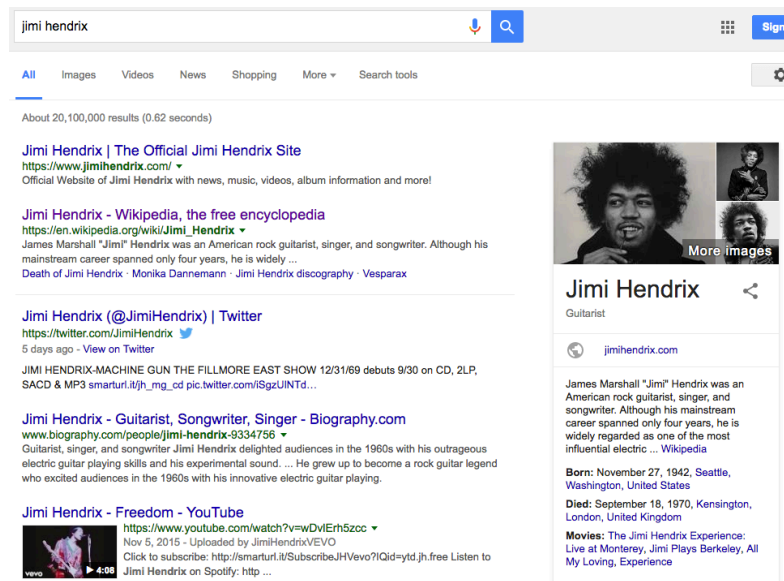 jimi hendrix
Sign
All Images Videos News Shopping More Search tools
About 20,100,000 results (0.62 seconds)
Jimi Hendrix | The Official Jimi Hendrix Site
https://www.jimihendrix.com/
Official Website of Jimi Hendrix with news, music, videos, album information and more!
Jimi Hendrix - Wikipedia, the free encyclopedia
https://en.wikipedia.org/wiki/Jimi_Hendrix
James Marshall "Jimi" Hendrix was an American rock guitarist, singer, and songwriter. Although his
mainstream career spanned only four years, he is widely ...
Death of Jimi Hendrix · Monika Dannemann · Jimi Hendrix discography · Vesparax
Jimi Hendrix (@JimiHendrix) | Twitter
https://twitter.com/JimiHendrix
5 days ago - View on Twitter
JIMI HENDRIX-MACHINE GUN THE FILLMORE EAST SHOW 12/31/69 debuts 9/30 on CD, 2LP,
SACD & MP3 smarturl.it/jh_mg_cd pic.twitter.com/iSgzUlNTd…
Jimi Hendrix - Guitarist, Songwriter, Singer - Biography.com
www.biography.com/people/jimi-hendrix-9334756
Guitarist, singer, and songwriter Jimi Hendrix delighted audiences in the 1960s with his outrageous
electric guitar playing skills and his experimental sound. ... He grew up to become a rock guitar legend
who excited audiences in the 1960s with his innovative electric guitar playing.
Jimi Hendrix - Freedom - YouTube
https://www.youtube.com/watch?v=wDvIErh5zcc
Nov 5, 2015 - Uploaded by JimiHendrixVEVO
Click to subscribe: http://smarturl.it/SubscribeJHVevo?IQid=ytd.jh.free Listen to
Jimi Hendrix on Spotify: http ...
vevo
4:08
More images
Jimi Hendrix
Guitarist
jimihendrix.com
James Marshall "Jimi" Hendrix was an
American rock guitarist, singer, and
songwriter. Although his mainstream
career spanned only four years, he is
widely regarded as one of the most
influential electric ... Wikipedia
Born: November 27, 1942, Seattle,
Washington, United States
Died: September 18, 1970, Kensington,
London, United Kingdom
Movies: The Jimi Hendrix Experience:
Live at Monterey, Jimi Plays Berkeley, All
My Loving, Experience